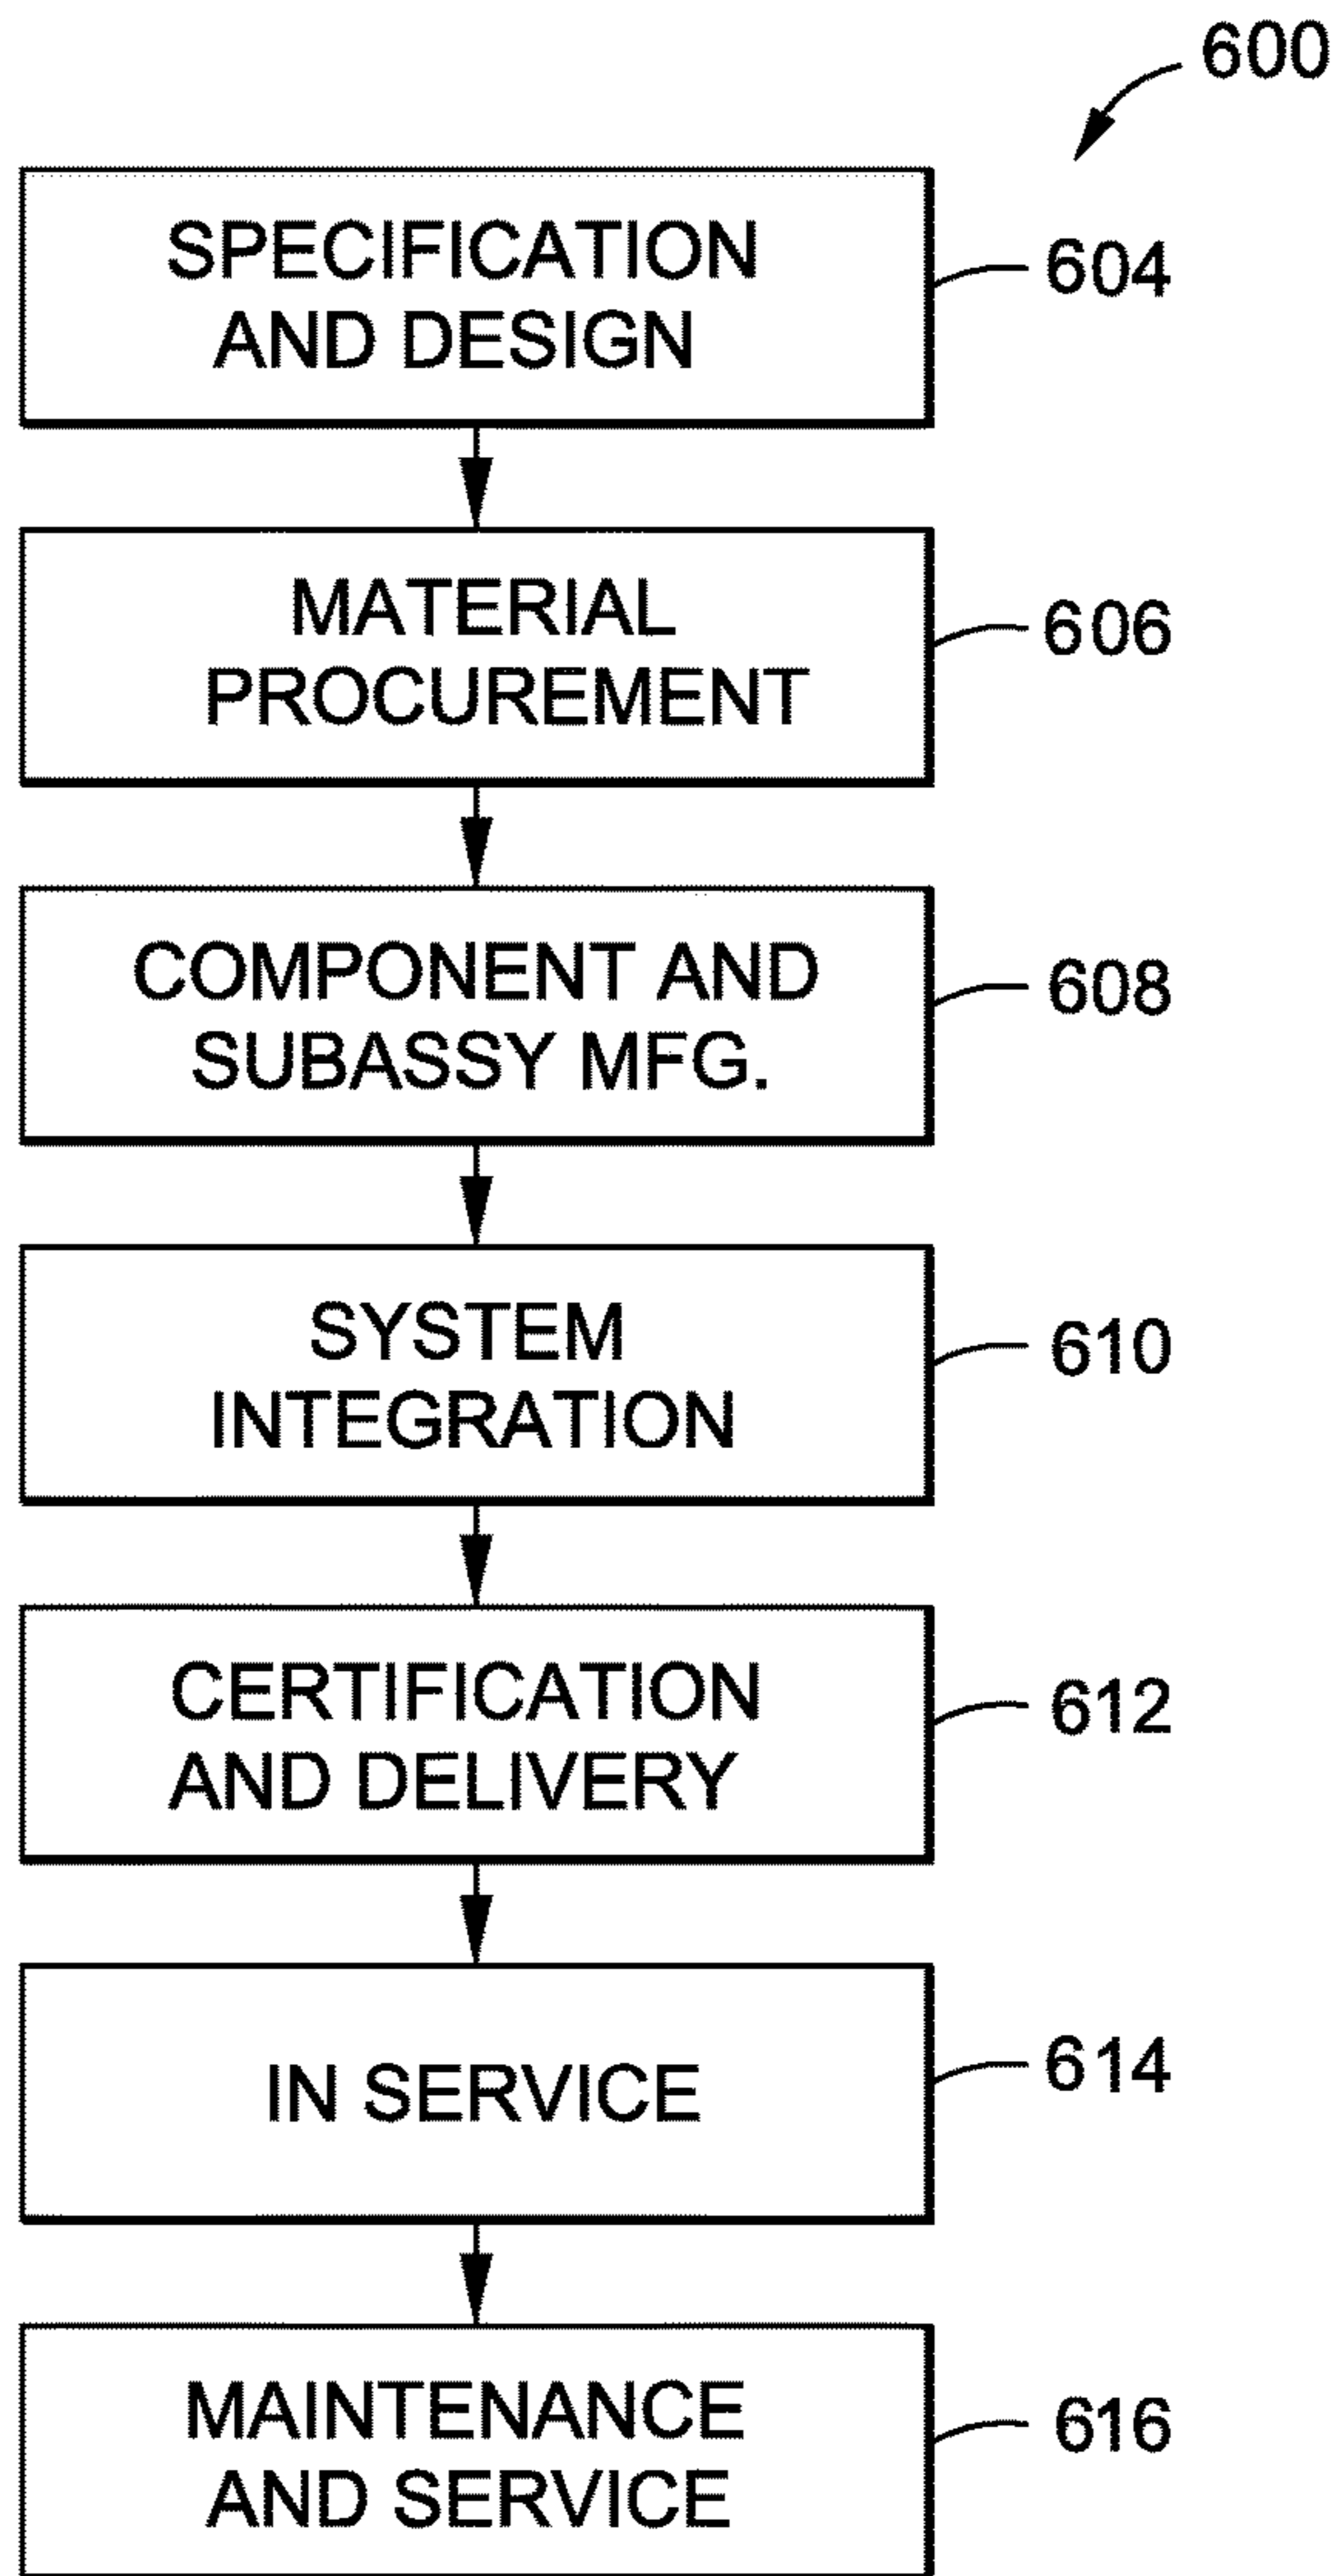 600
SPECIFICATION
AND DESIGN
604
MATERIAL
PROCUREMENT
606
COMPONENT AND
SUBASSY MFG.
608
SYSTEM
INTEGRATION
610
CERTIFICATION
AND DELIVERY
612
IN SERVICE
614
MAINTENANCE
AND SERVICE
616